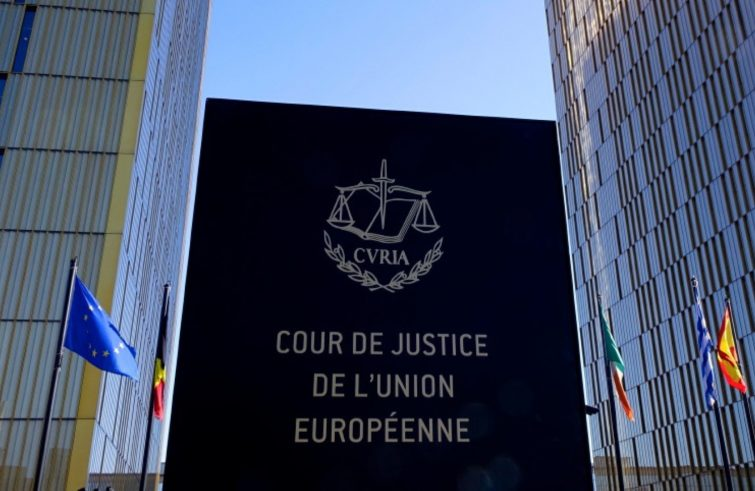 CVRIA
COUR DE JUSTICE
DE L'UNION
EUROPÉENNE